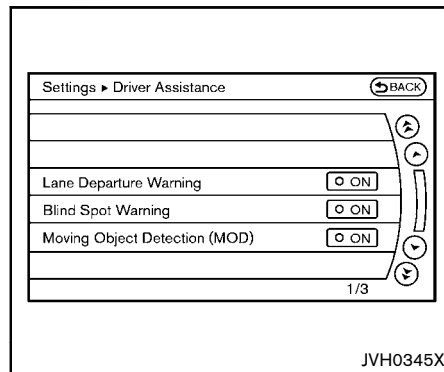 Settings ▸ Driver Assistance BACK
Lane Departure Warning ON
Blind Spot Warning ON
Moving Object Detection (MOD) ON
1/3
JVH0345X